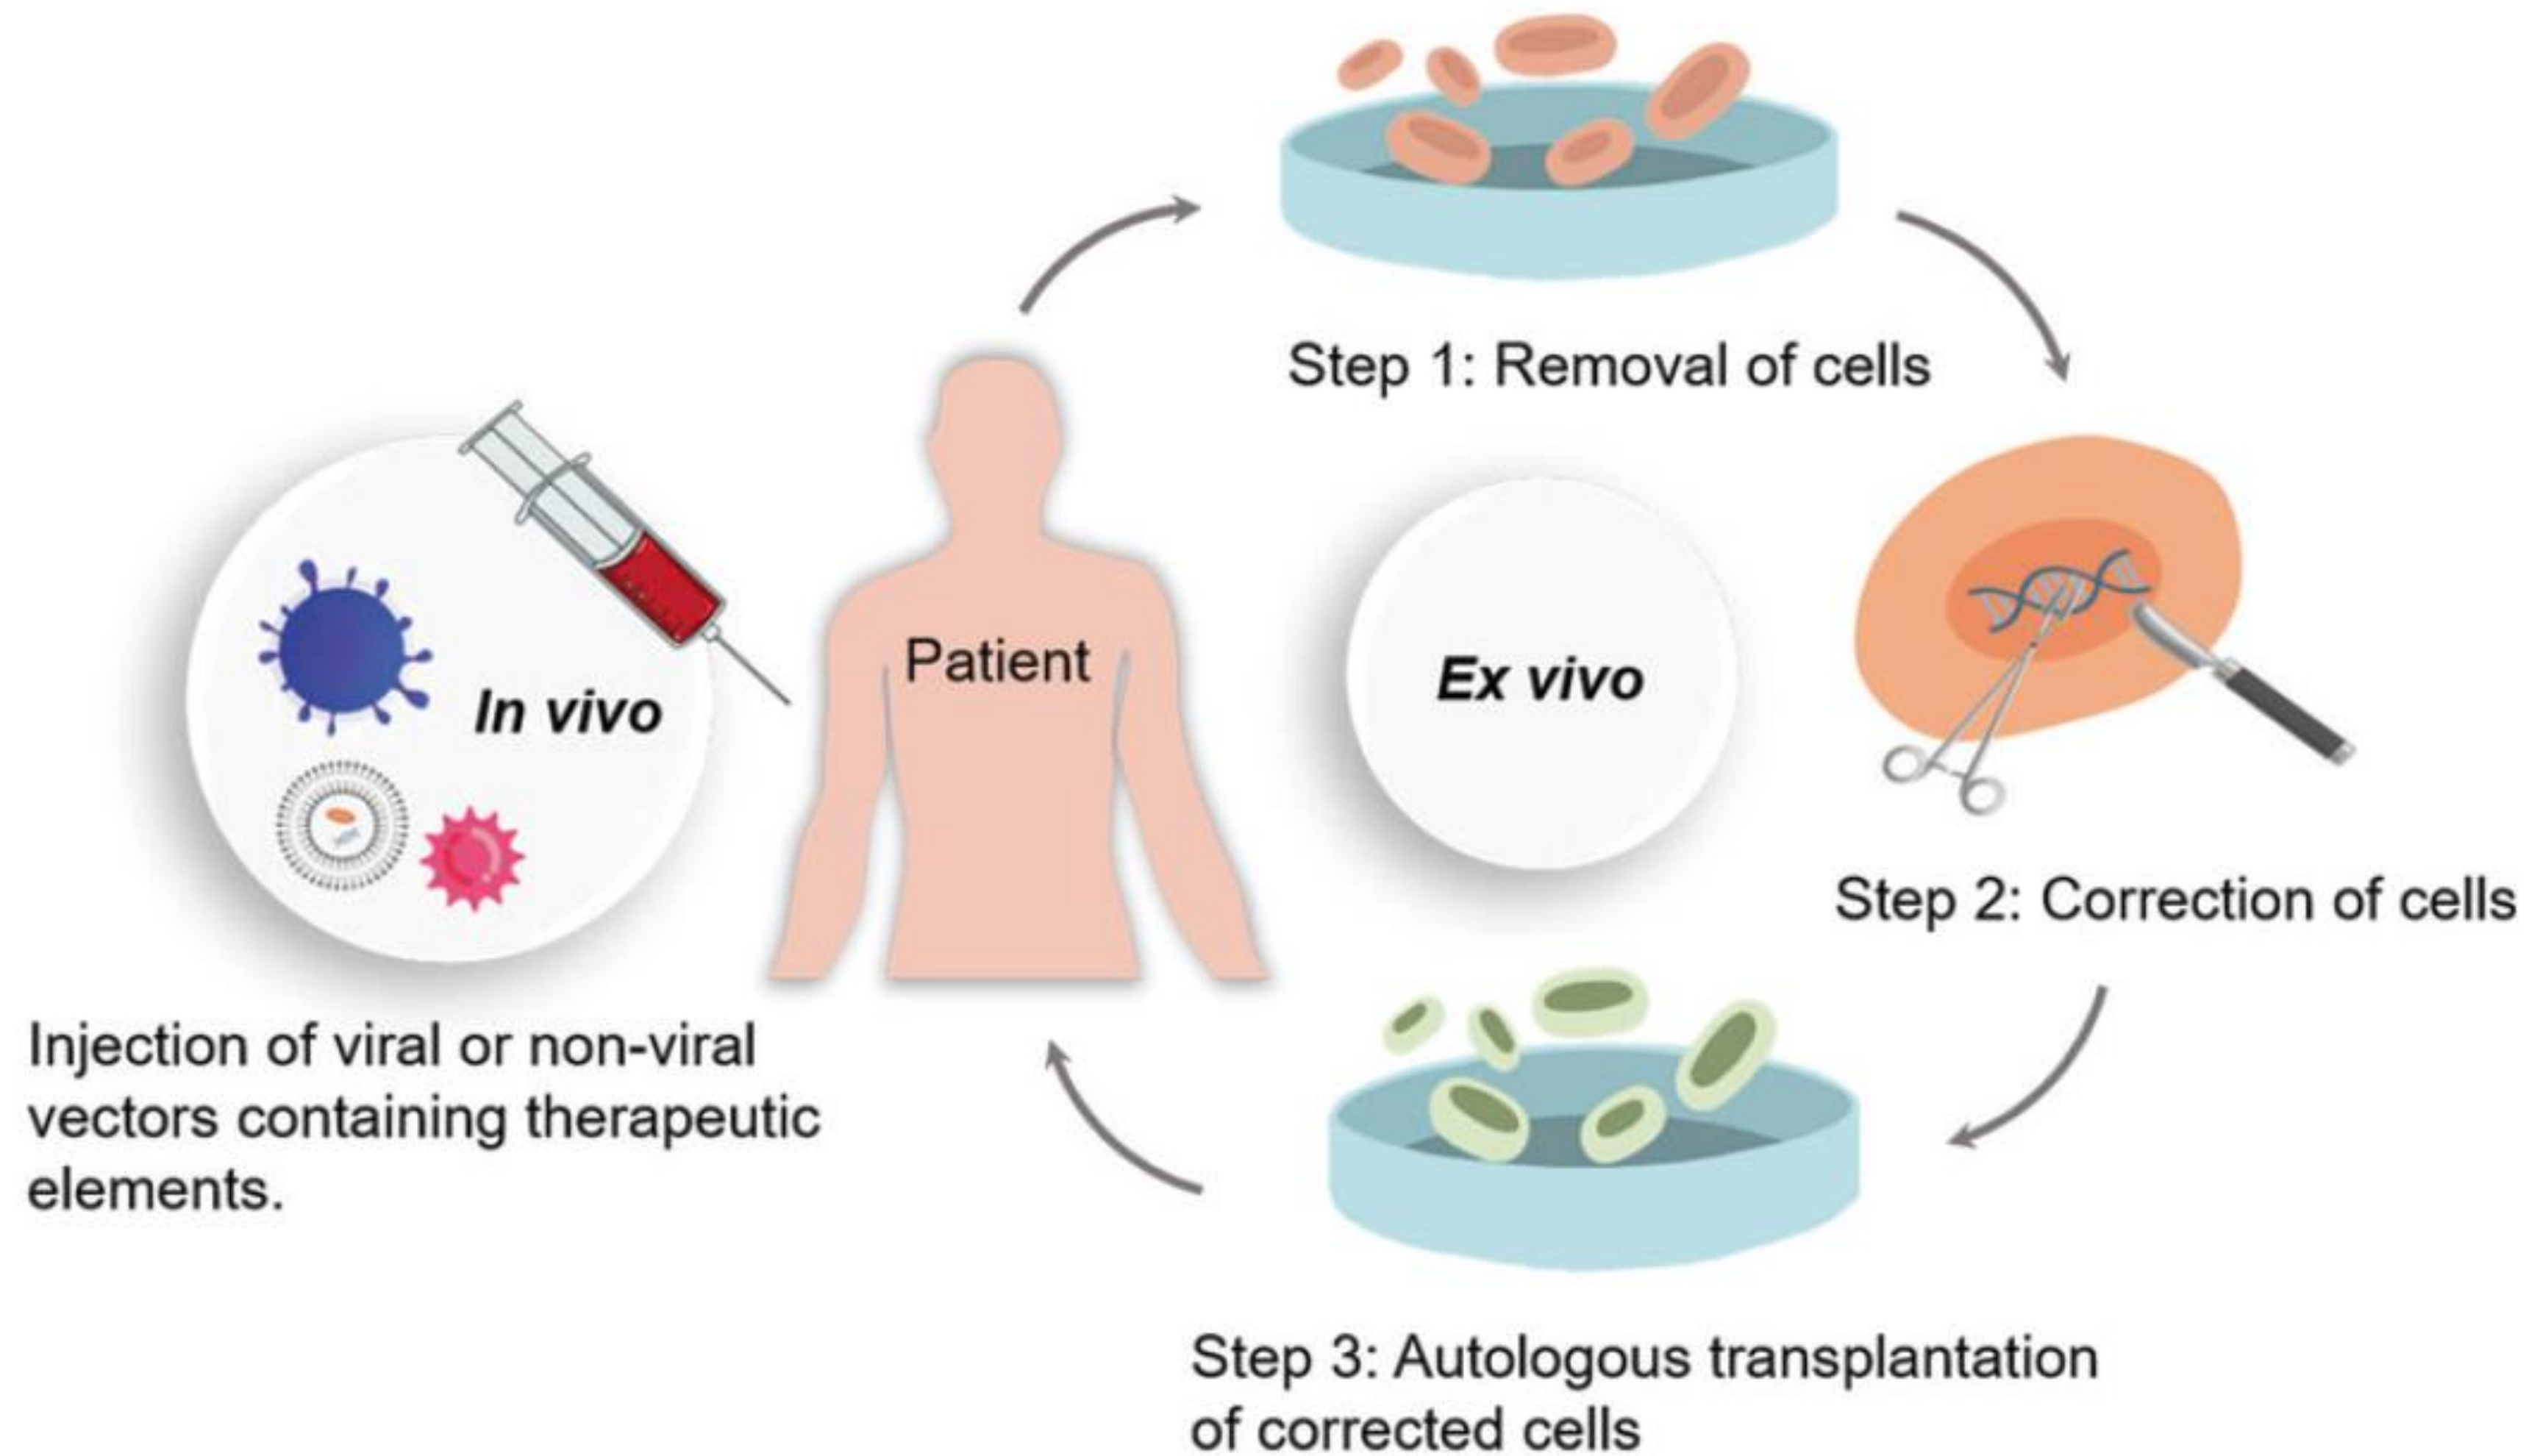 Step 1: Removal of cells
Patient
In vivo
Ex vivo
Step 2: Correction of cells
Injection of viral or non-viral
vectors containing therapeutic
elements.
Step 3: Autologous transplantation
of corrected cells